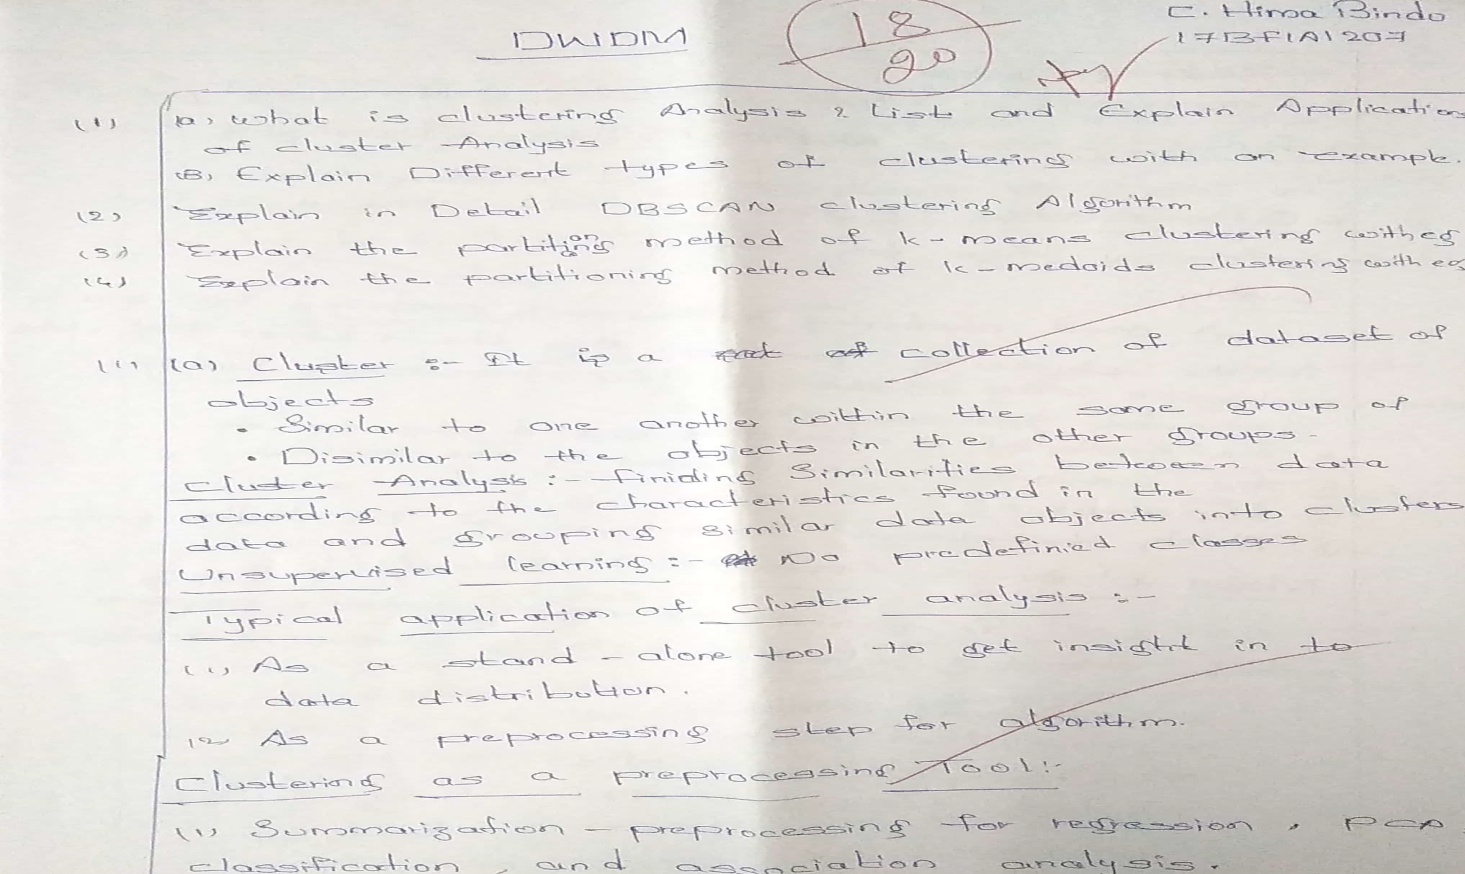 DWDM
18
20
C. Hima Bindo
17BF1A1207
(1) a, what is clustering Analysis & List and Explain Application
of cluster Analysis
(B) Explain Different types of clustering with an Example.
(2) Explain in Detail DBSCAN clustering Algorithm
(3) Explain the partitioning method of k-means clustering with eg
(4) Explain the partitioning method of k-medoids clustering with eg
(1) (a) Cluster :- It is a collection of dataset of
objects
• Similar to one another within the same group of
• Disimilar to the objects in the other groups.
Cluster Analysis :- finiding Similarities between data
according to the characteristics found in the
data and grouping similar data objects into clusters
Unsupervised learning :- No predefinied classes
Typical application of cluster analysis :-
(1) As a stand-alone tool to get insight in to
data distribution.
(2 As a preprocessing step for algorithm.
Clustering as a preprocessing Tool:-
(1) Summarization - preprocessing for regression, PCA
classification, and association analysis.